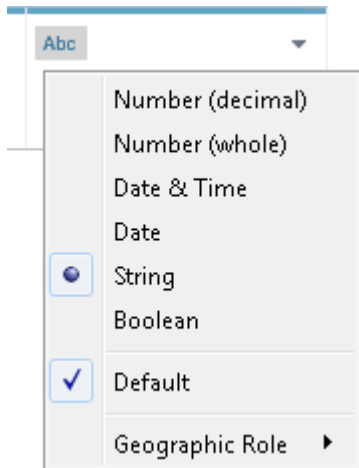 Abc
Number (decimal)
Number (whole)
Date & Time
Date
String
Boolean
Default
Geographic Role